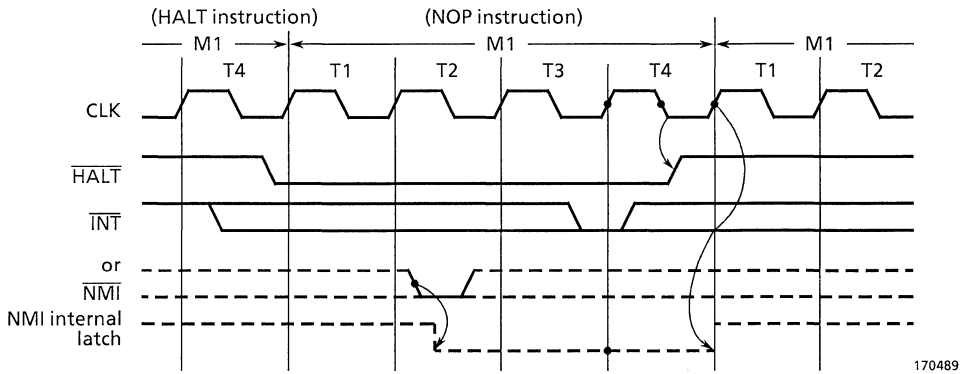 (HALT instruction) (NOP instruction)
M1 M1 M1
T4 T1 T2 T3 T4 T1 T2
CLK
HALT
INT
or
NMI
NMI internal
latch
170489